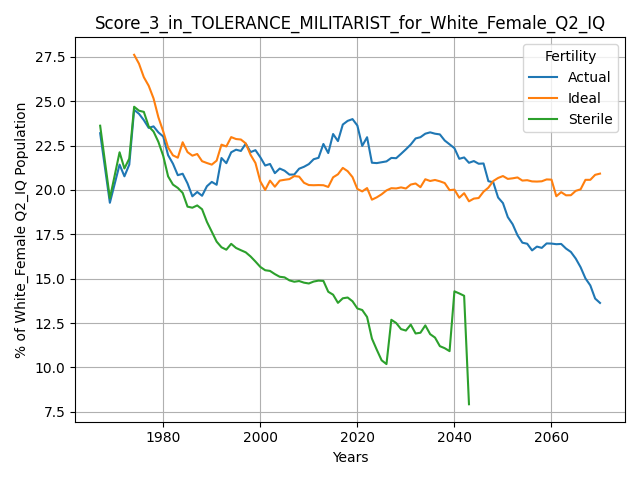 Score_3_in_TOLERANCE_MILITARIST_for_White_Female_Q2_IQ
Fertility
Actual
Ideal
Sterile
% of White_Female Q2_IQ Population
27.5
25.0
22.5
20.0
17.5
15.0
12.5
10.0
7.5
1980
2000
2020
2040
2060
Years